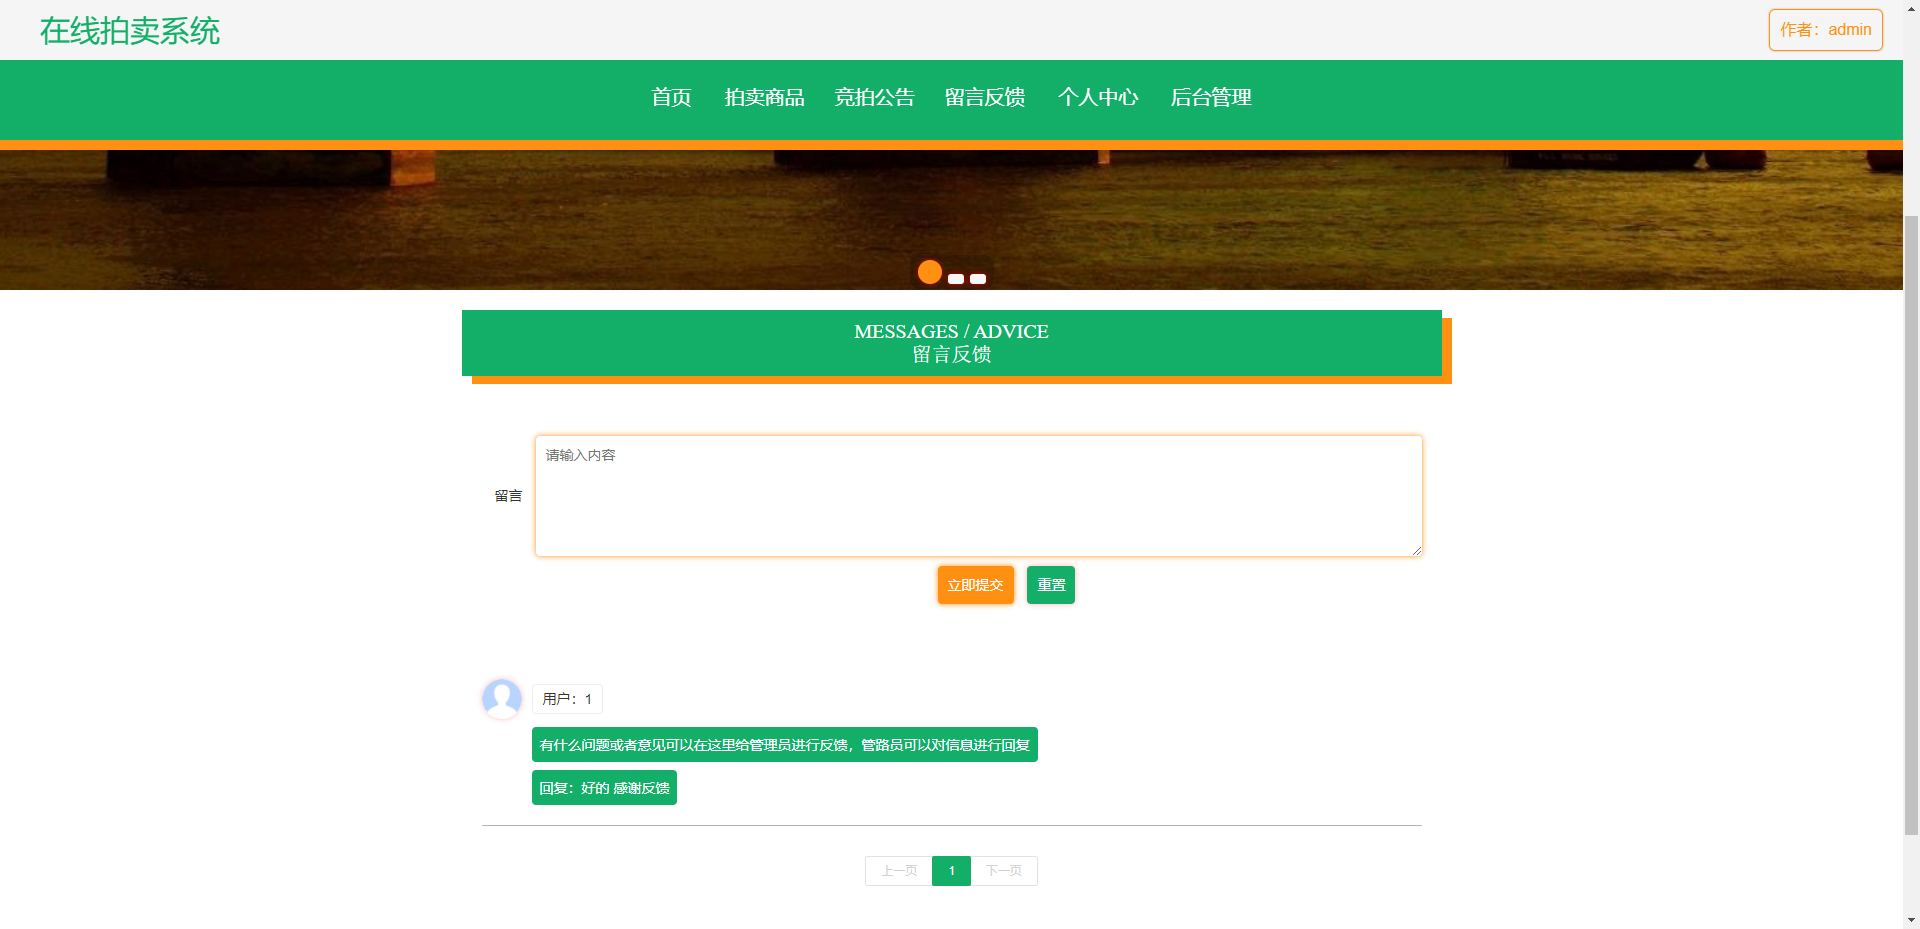 在线拍卖系统
作者：admin
首页 拍卖商品 竞拍公告 留言反馈 个人中心 后台管理
MESSAGES / ADVICE
留言反馈
请输入内容
留言
立即提交 重置
用户：1
有什么问题或者意见可以在这里给管理员进行反馈，管路员可以对信息进行回复
回复：好的 感谢反馈
上一页 1 下一页